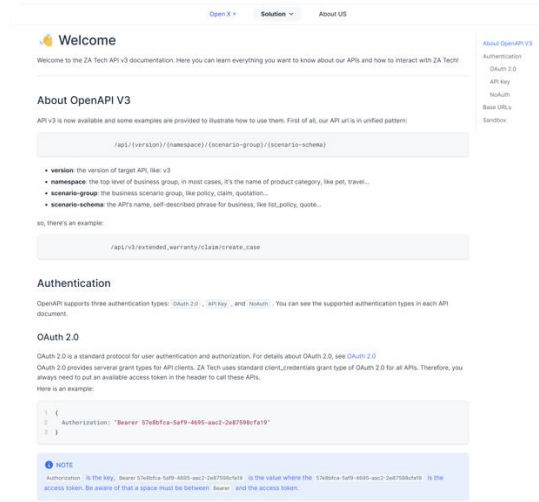 Open X +
Solution
About US
👋 Welcome
Welcome to the ZA Tech API v3 documentation. Here you can learn everything you want to know about our APIs and how to interact with ZA Tech!
About OpenAPI V3
API v3 is now available and some examples are provided to illustrate how to use them. First of all, our API url is in unified pattern:
/api/{version}/{namespace}/{scenario-group}/{scenario-schema}
• version: the version of target API, like: v3
• namespace: the top level of business group, in most cases, it's the name of product category, like pet, travel...
• scenario-group: the business scenario group, like policy, claim, quotation...
• scenario-schema: the API's name, self-described phrase for business, like list_policy, quote...
so, there's an example:
/api/v3/extended_warranty/claim/create_case
Authentication
OpenAPI supports three authentication types: OAuth 2.0 , API Key , and NoAuth . You can see the supported authentication types in each API
document.
OAuth 2.0
OAuth 2.0 is a standard protocol for user authentication and authorization. For details about OAuth 2.0, see OAuth 2.0
OAuth 2.0 provides serveral grant types for API clients. ZA Tech uses standard client_credentials grant type of OAuth 2.0 for all APIs. Therefore, you
always need to put an available access token in the header to call these APIs.
Here is an example:
1 {
2 Authorization: "Bearer 57e8bfca-5af9-4695-aac2-2e87598cfa19"
3 }
NOTE
Authorization is the key, Bearer 57e8bfca-5af9-4695-aac2-2e87598cfa19 is the value where the 57e8bfca-5af9-4695-aac2-2e87598cfa19 is the
access token. Be aware of that a space must be between Bearer and the access token.
About OpenAPI V3
Authentication
OAuth 2.0
API Key
NoAuth
Base URLs
Sandbox